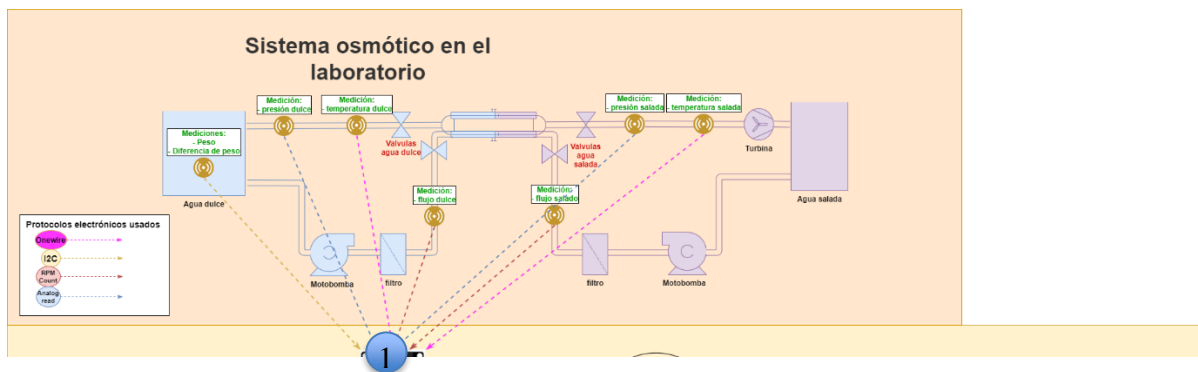 Sistema osmótico en el
laboratorio
Medición:
- presión dulce
Medición:
- temperatura dulce
Medición:
- presión salada
Medición:
- temperatura salada
Mediciones:
- Peso
- Diferencia de peso
Valvulas
agua dulce
Valvulas
agua
salada
Turbina
Medición:
- flujo dulce
Medición:
- flujo salado
Agua dulce
Agua salada
Protocolos electrónicos usados
Onewire
I2C
RPM
Count
Analog
read
Motobomba
filtro
filtro
Motobomba
1